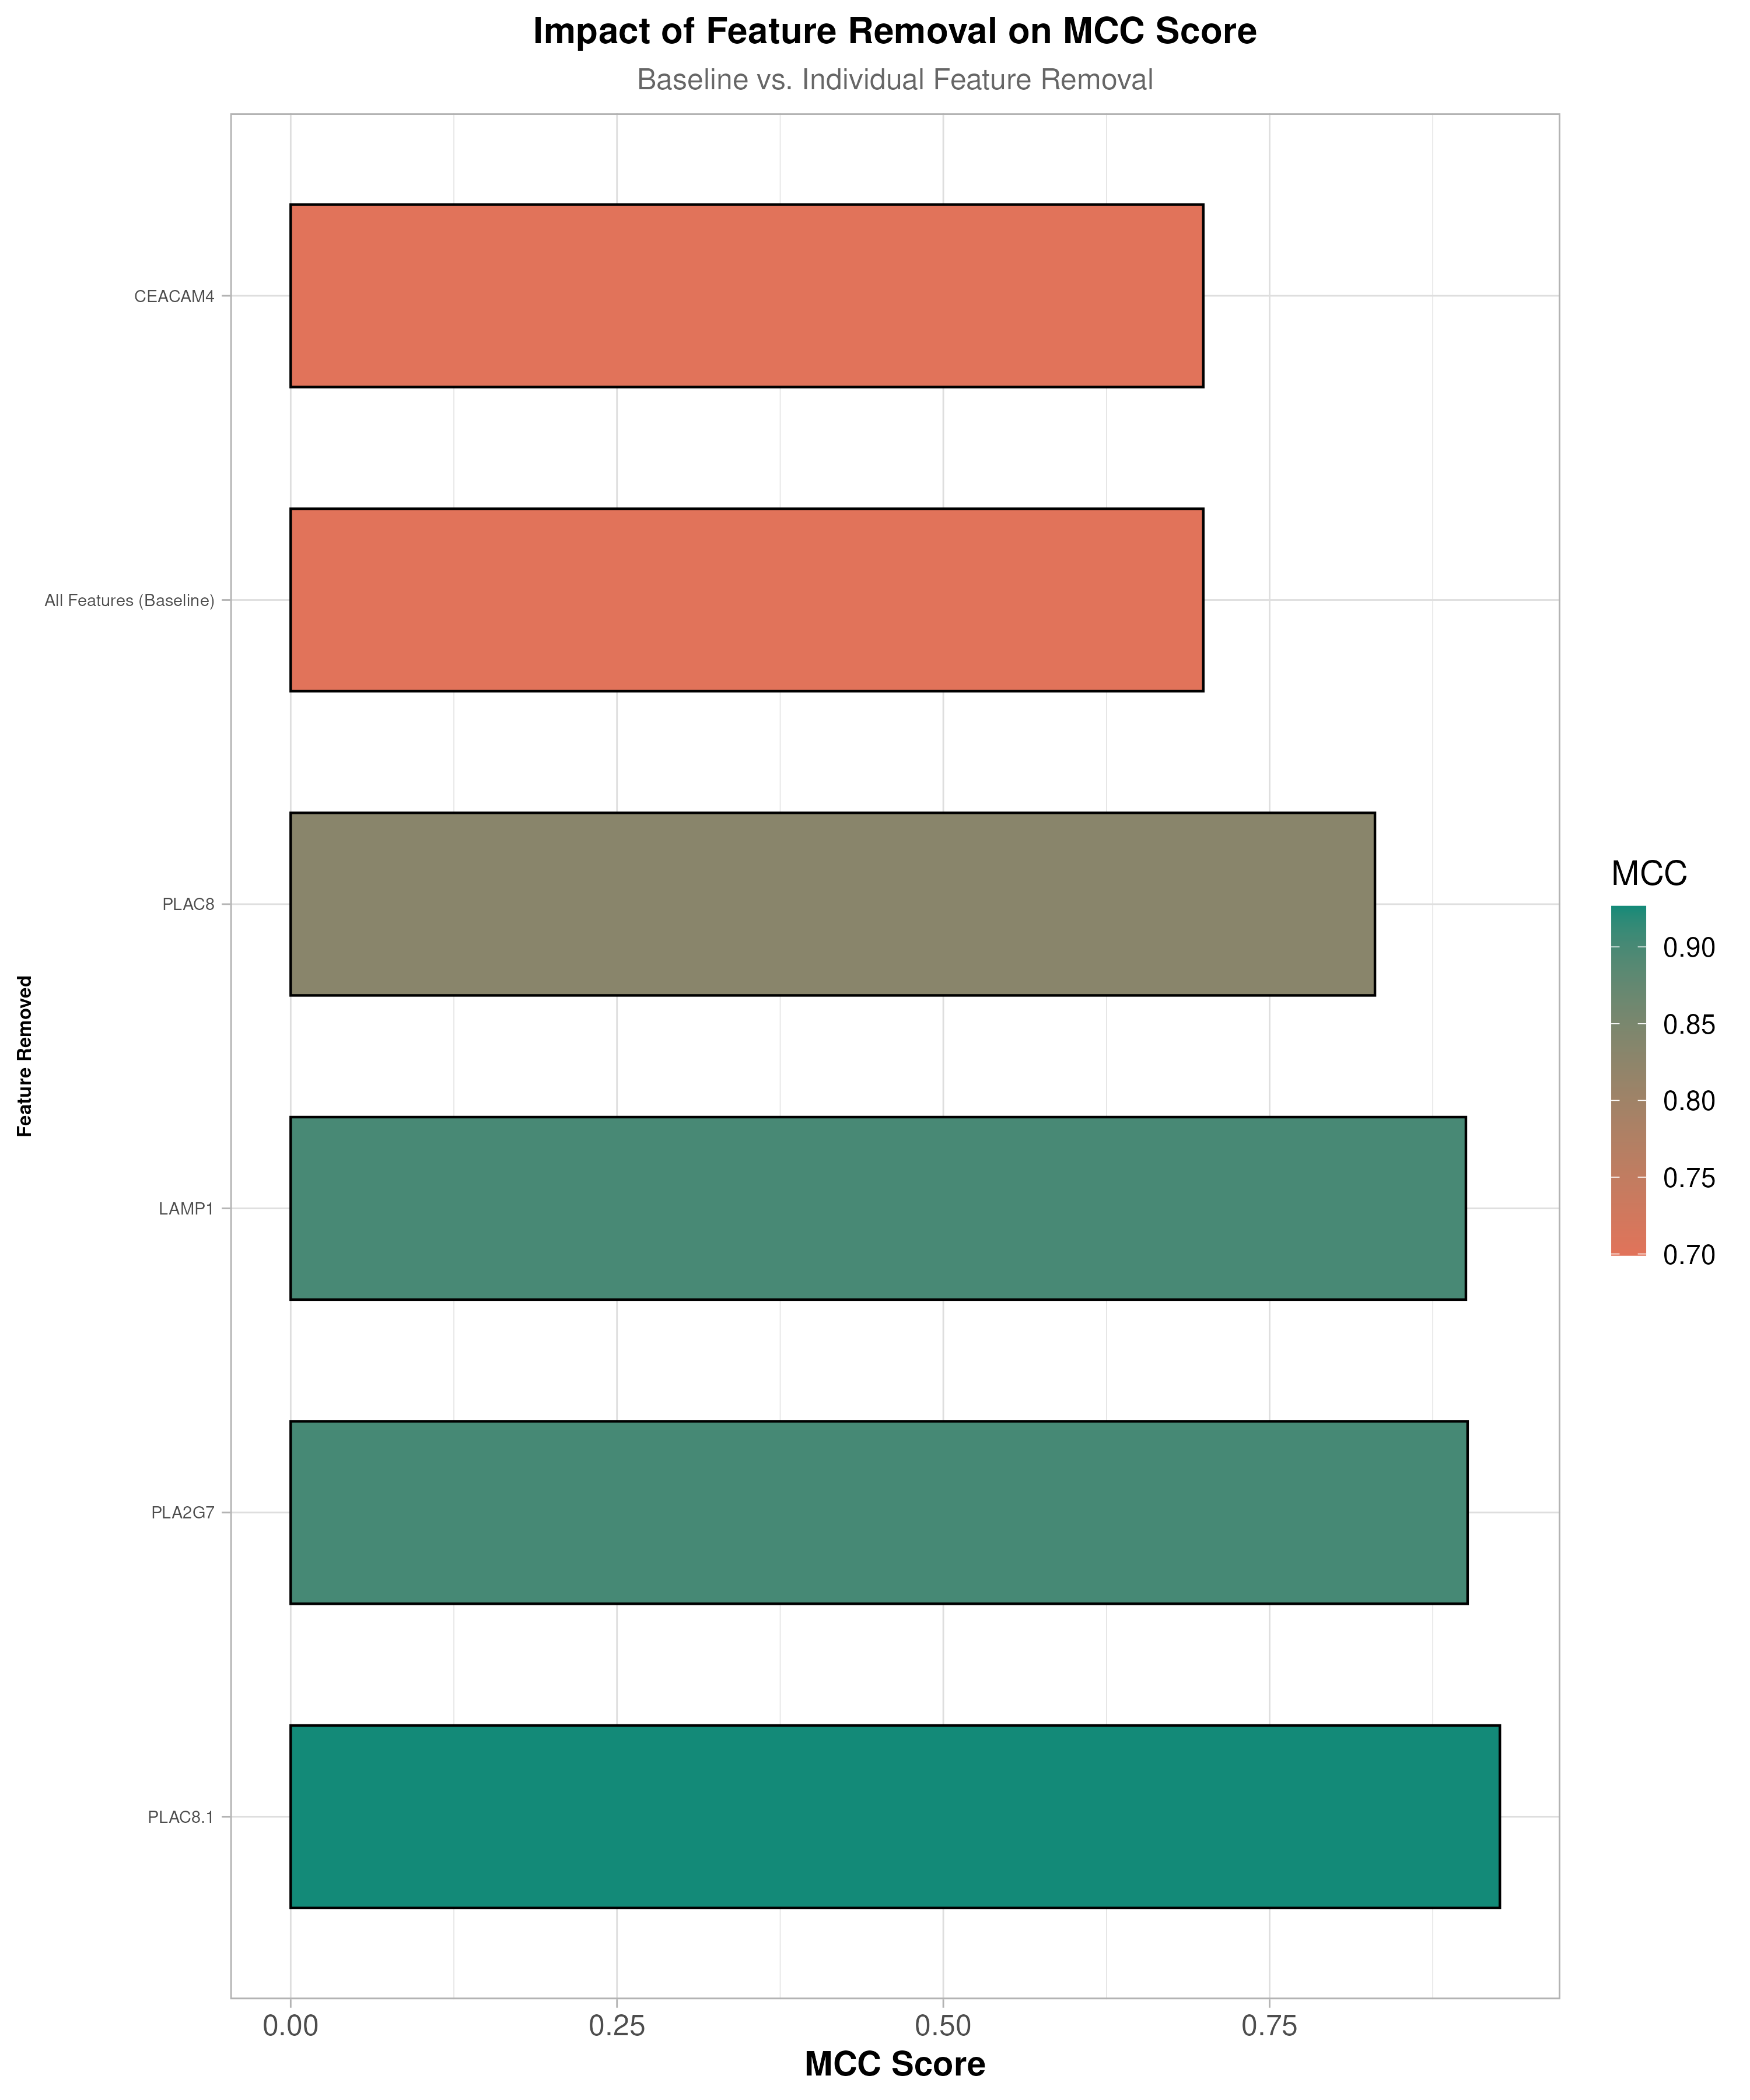 Impact of Feature Removal on MCC Score
Baseline vs. Individual Feature Removal
Feature Removed
CEACAM4
All Features (Baseline)
PLAC8
LAMP1
PLA2G7
PLAC8.1
0.00 0.25 0.50 0.75
MCC Score
MCC
0.90
0.85
0.80
0.75
0.70